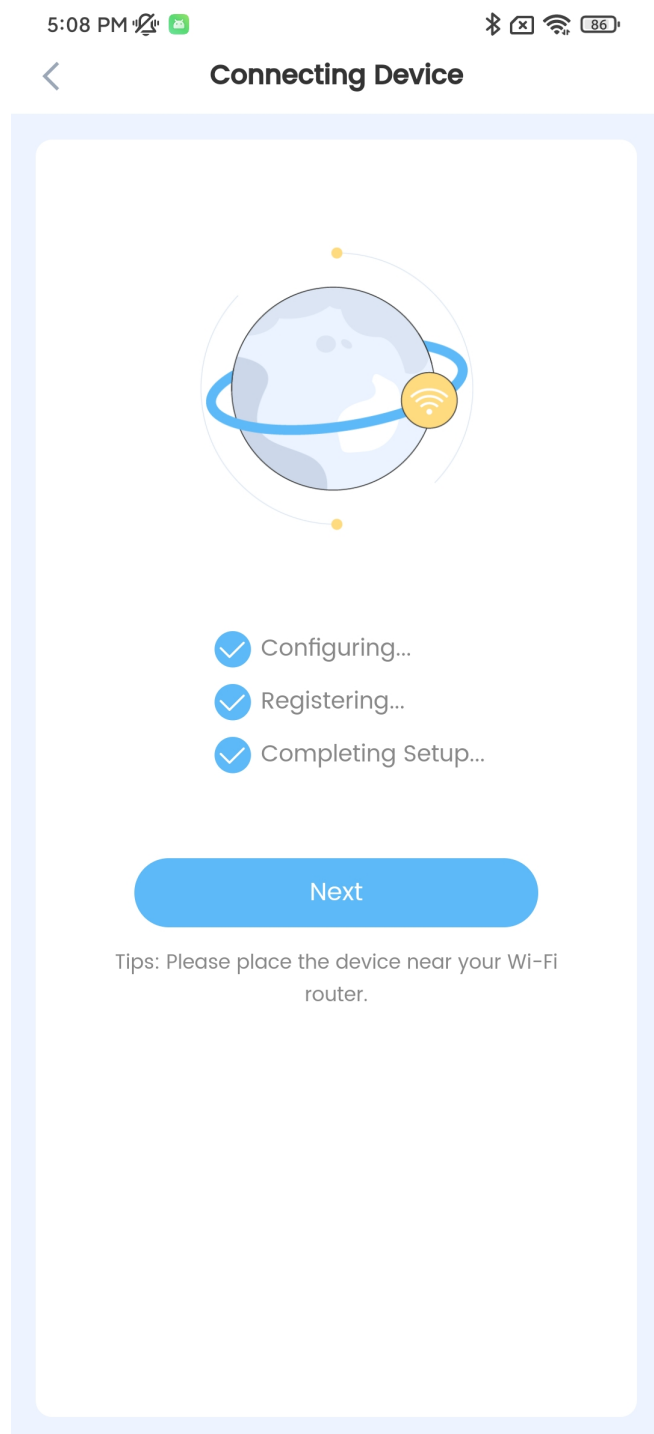 5:08 PM
86
Connecting Device
Configuring...
Registering...
Completing Setup...
Next
Tips: Please place the device near your Wi-Fi
router.